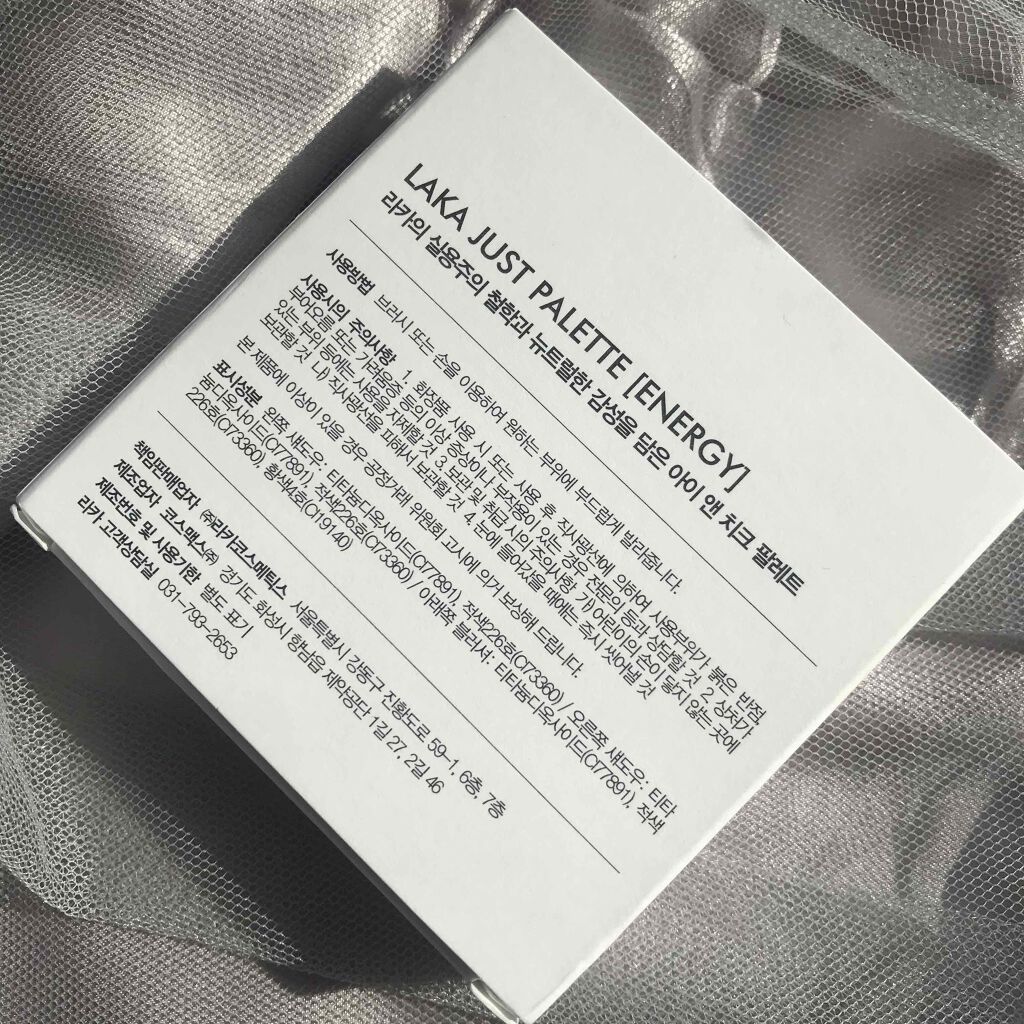 LAKA JUST PALETTE [ENERGY]
라카의 실용주의 철학과 뉴트럴한 감성을 담은 아이 앤 치크 팔레트
사용방법 브러시 또는 손을 이용하여 원하는 부위에 부드럽게 발라줍니다.
사용시의 주의사항 1. 화장품 사용 시 또는 사용 후 직사광선에 의하여 사용부위가 붉은 반점,
부어오름 또는 가려움증 등의 이상 증상이나 부작용이 있는 경우 전문의 등과 상담할 것 2. 상처가
있는 부위 등에는 사용을 자제할 것 3. 보관 및 취급 시의 주의사항 가) 어린이의 손이 닿지 않는 곳에
보관할 것 나) 직사광선을 피해서 보관할 것 4. 눈에 들어갔을 때에는 즉시 씻어낼 것
본 제품에 이상이 있을 경우 공정거래 위원회 고시에 의거 보상해 드립니다.
표시성분 왼쪽 섀도우: 티타늄디옥사이드(CI77891), 적색226호(CI73360) / 오른쪽 섀도우: 티타
늄디옥사이드(CI77891), 적색226호(CI73360) / 아래쪽 블러셔: 티타늄디옥사이드(CI77891), 적색
226호(CI73360), 황색4호(CI19140)
책임판매업자 ㈜라카코스메틱스 서울특별시 강동구 진황도로 59-1, 6층, 7층
제조업자 코스맥스㈜ 경기도 화성시 향남읍 제약공단 1길 27, 2길 46
제조번호 및 사용기한 별도 표기
라카 고객상담실 031-793-2653